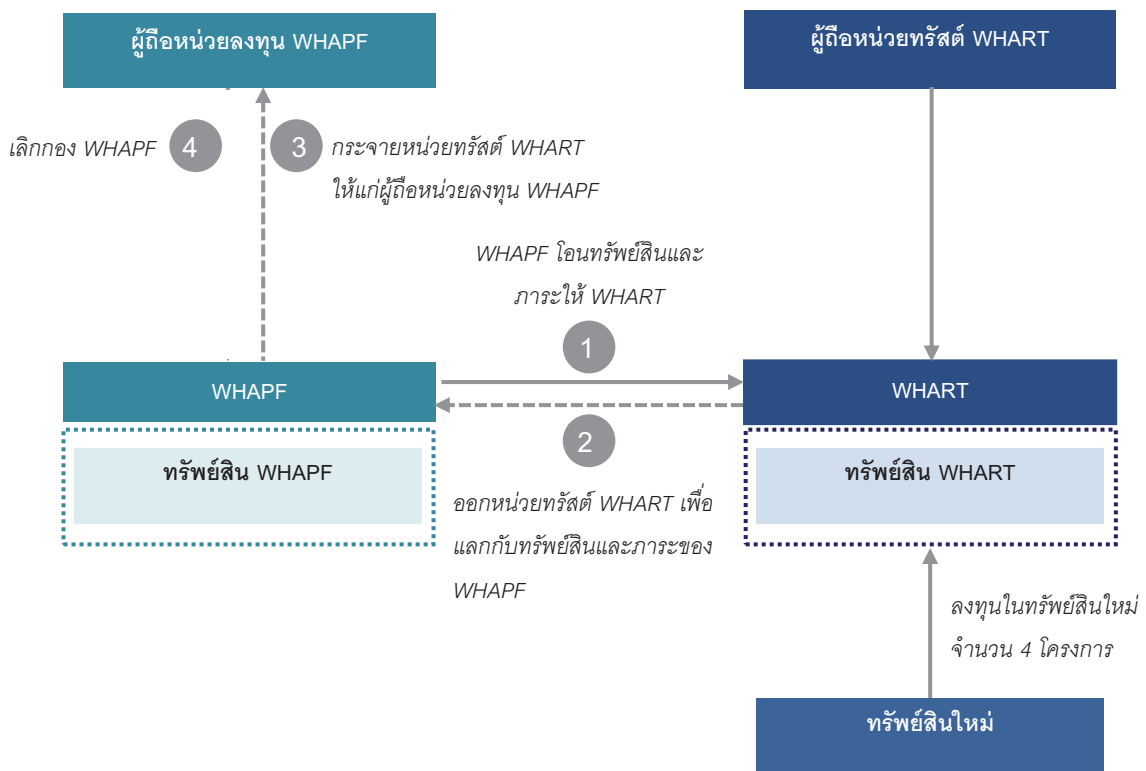 ผู้ถือหน่วยลงทุน WHAPF
ผู้ถือหน่วยทรัสต์ WHART
เลิกกอง WHAPF
4
3
กระจายหน่วยทรัสต์ WHART
ให้แก่ผู้ถือหน่วยลงทุน WHAPF
WHAPF โอนทรัพย์สินและ
ภาระให้ WHART
1
WHAPF
WHART
2
ทรัพย์สิน WHAPF
ทรัพย์สิน WHART
ออกหน่วยทรัสต์ WHART เพื่อ
แลกกับทรัพย์สินและภาระของ
WHAPF
ลงทุนในทรัพย์สินใหม่
จำนวน 4 โครงการ
ทรัพย์สินใหม่